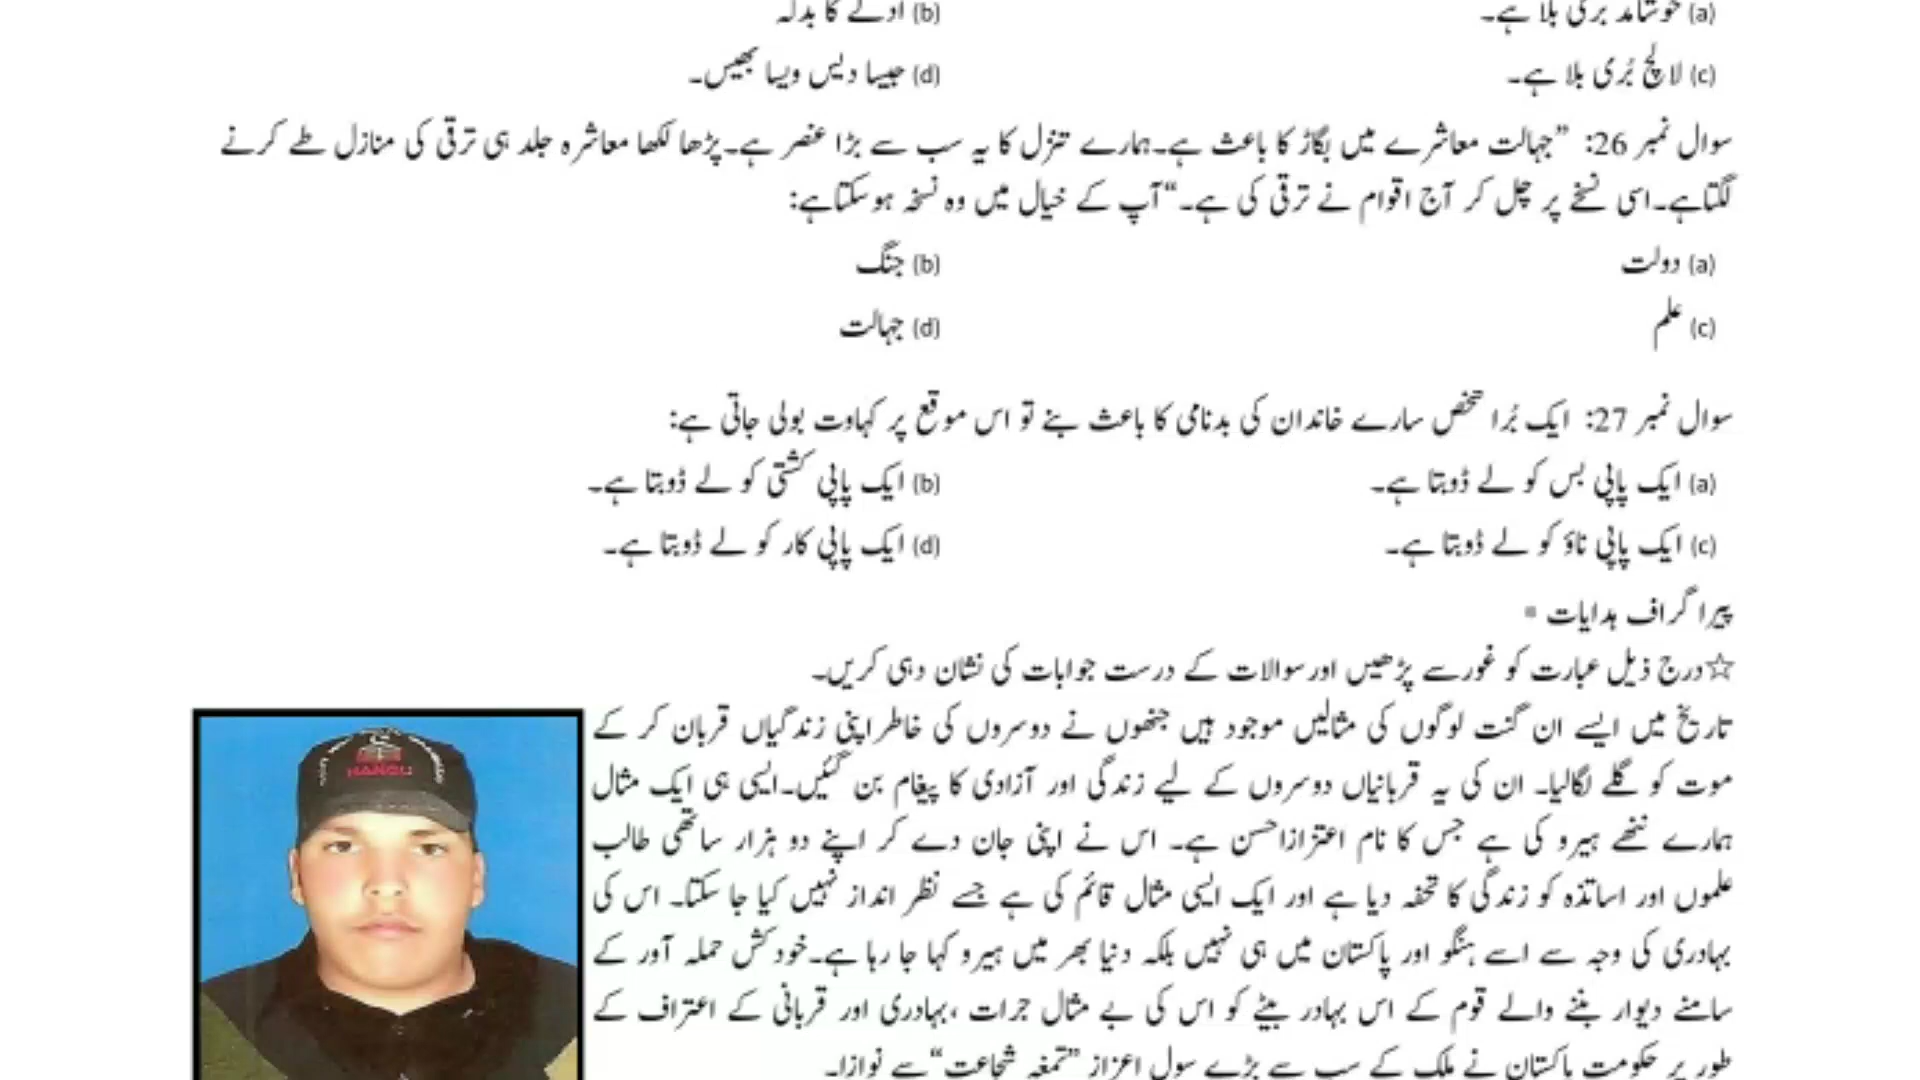 (a) خوشامد بری بلا ہے۔ (b) ادلے کا بدلہ
(c) لالچ بُری بلا ہے۔ (d) جیسا دیس ویسا بھیس۔
سوال نمبر 26: ”جہالت معاشرے میں بگاڑ کا باعث ہے۔ہمارے تنزل کا یہ سب سے بڑا عنصر ہے۔پڑھا لکھا معاشرہ جلد ہی ترقی کی منازل طے کرنے
لگتاہے۔اسی نسخے پر چل کر آج اقوام نے ترقی کی ہے۔“آپ کے خیال میں وہ نسخہ ہوسکتاہے:
(a) دولت (b) جنگ
(c) علم (d) جہالت
سوال نمبر 27: ایک بُرا شخص سارے خاندان کی بدنامی کا باعث بنے تو اس موقع پر کہاوت بولی جاتی ہے:
(a) ایک پاپی بس کو لے ڈوبتا ہے۔ (b) ایک پاپی کشتی کو لے ڈوبتا ہے۔
(c) ایک پاپی ناؤ کو لے ڈوبتا ہے۔ (d) ایک پاپی کار کو لے ڈوبتا ہے۔
پیرا گراف ہدایات
☆درج ذیل عبارت کو غورسے پڑھیں اورسوالات کے درست جوابات کی نشان دہی کریں۔
تاریخ میں ایسے ان گنت لوگوں کی مثالیں موجود ہیں جنھوں نے دوسروں کی خاطراپنی زندگیاں قربان کر کے
موت کو گلے لگالیا۔ ان کی یہ قربانیاں دوسروں کے لیے زندگی اور آزادی کا پیغام بن گئیں۔ایسی ہی ایک مثال
ہمارے ننھے ہیرو کی ہے جس کا نام اعتزازاحسن ہے۔ اس نے اپنی جان دے کر اپنے دو ہزار ساتھی طالب
علموں اور اساتذہ کو زندگی کا تحفہ دیا ہے اور ایک ایسی مثال قائم کی ہے جسے نظر انداز نہیں کیا جا سکتا۔ اس کی
بہادری کی وجہ سے اسے ہنگو اور پاکستان میں ہی نہیں بلکہ دنیا بھر میں ہیرو کہا جا رہا ہے۔خودکش حملہ آور کے
سامنے دیوار بننے والے قوم کے اس بہادر بیٹے کو اس کی بے مثال جرات ،بہادری اور قربانی کے اعتراف کے
طور پر حکومت پاکستان نے ملک کے سب سے بڑے سول اعزاز ”تمغہ شجاعت“سے نوازا۔
HANGU